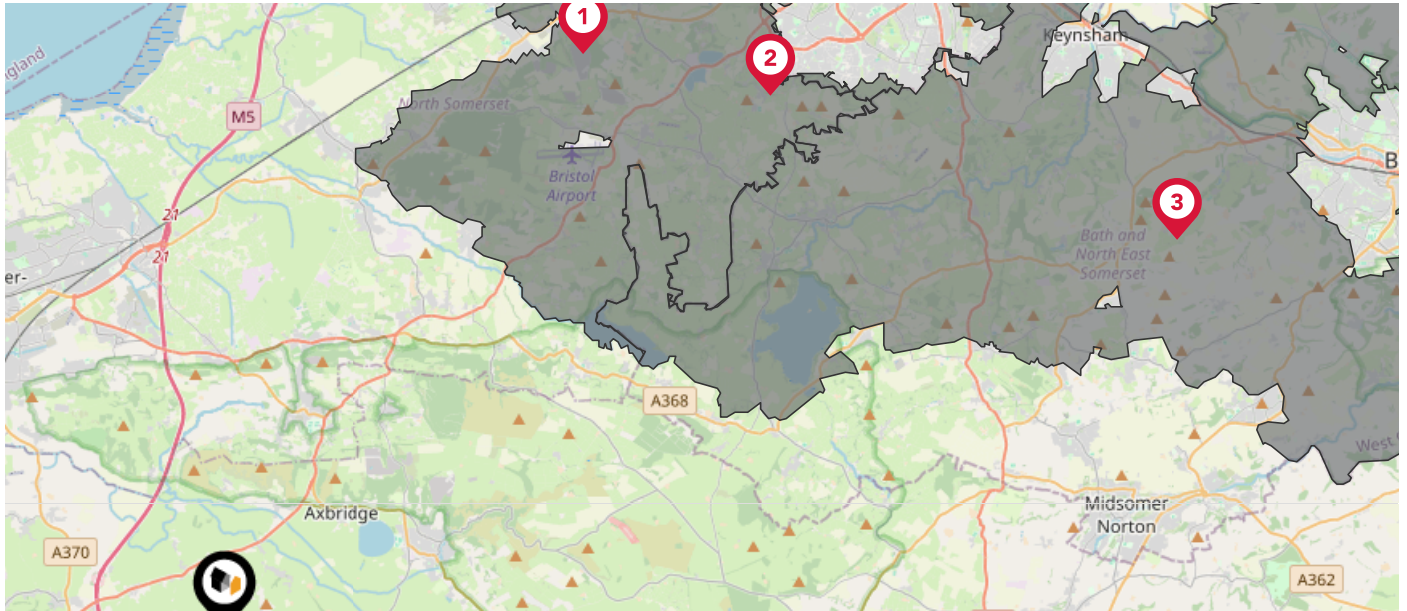 1
2
Keynsham
ngland
North Somerset
M5
Bristol
Airport
21
3
21
Bath and
North East
Somerset
er-
B
A368
West
Midsomer
Norton
Axbridge
A370
A362